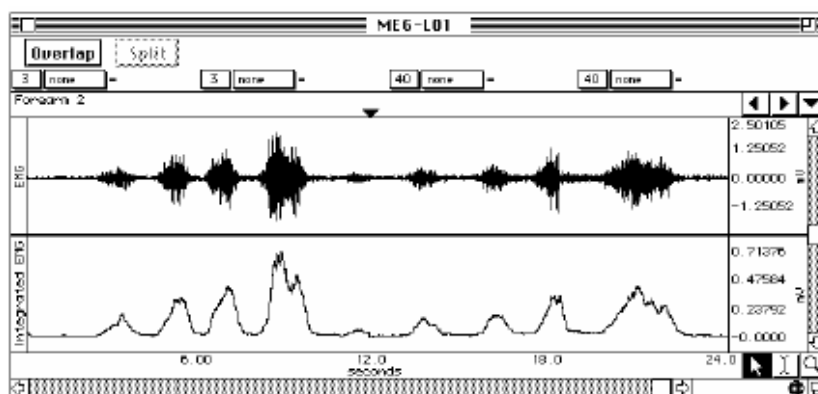 ME6-L01
Overlap Split
3 none = 3 none = 40 none = 40 none =
Forearm 2
EMG
2.50105
1.25052
0.00000
-1.25052
mV
Integrated EMG
0.71376
0.47584
0.23792
-0.0000
mV
6.00 12.0 18.0 24.0
seconds